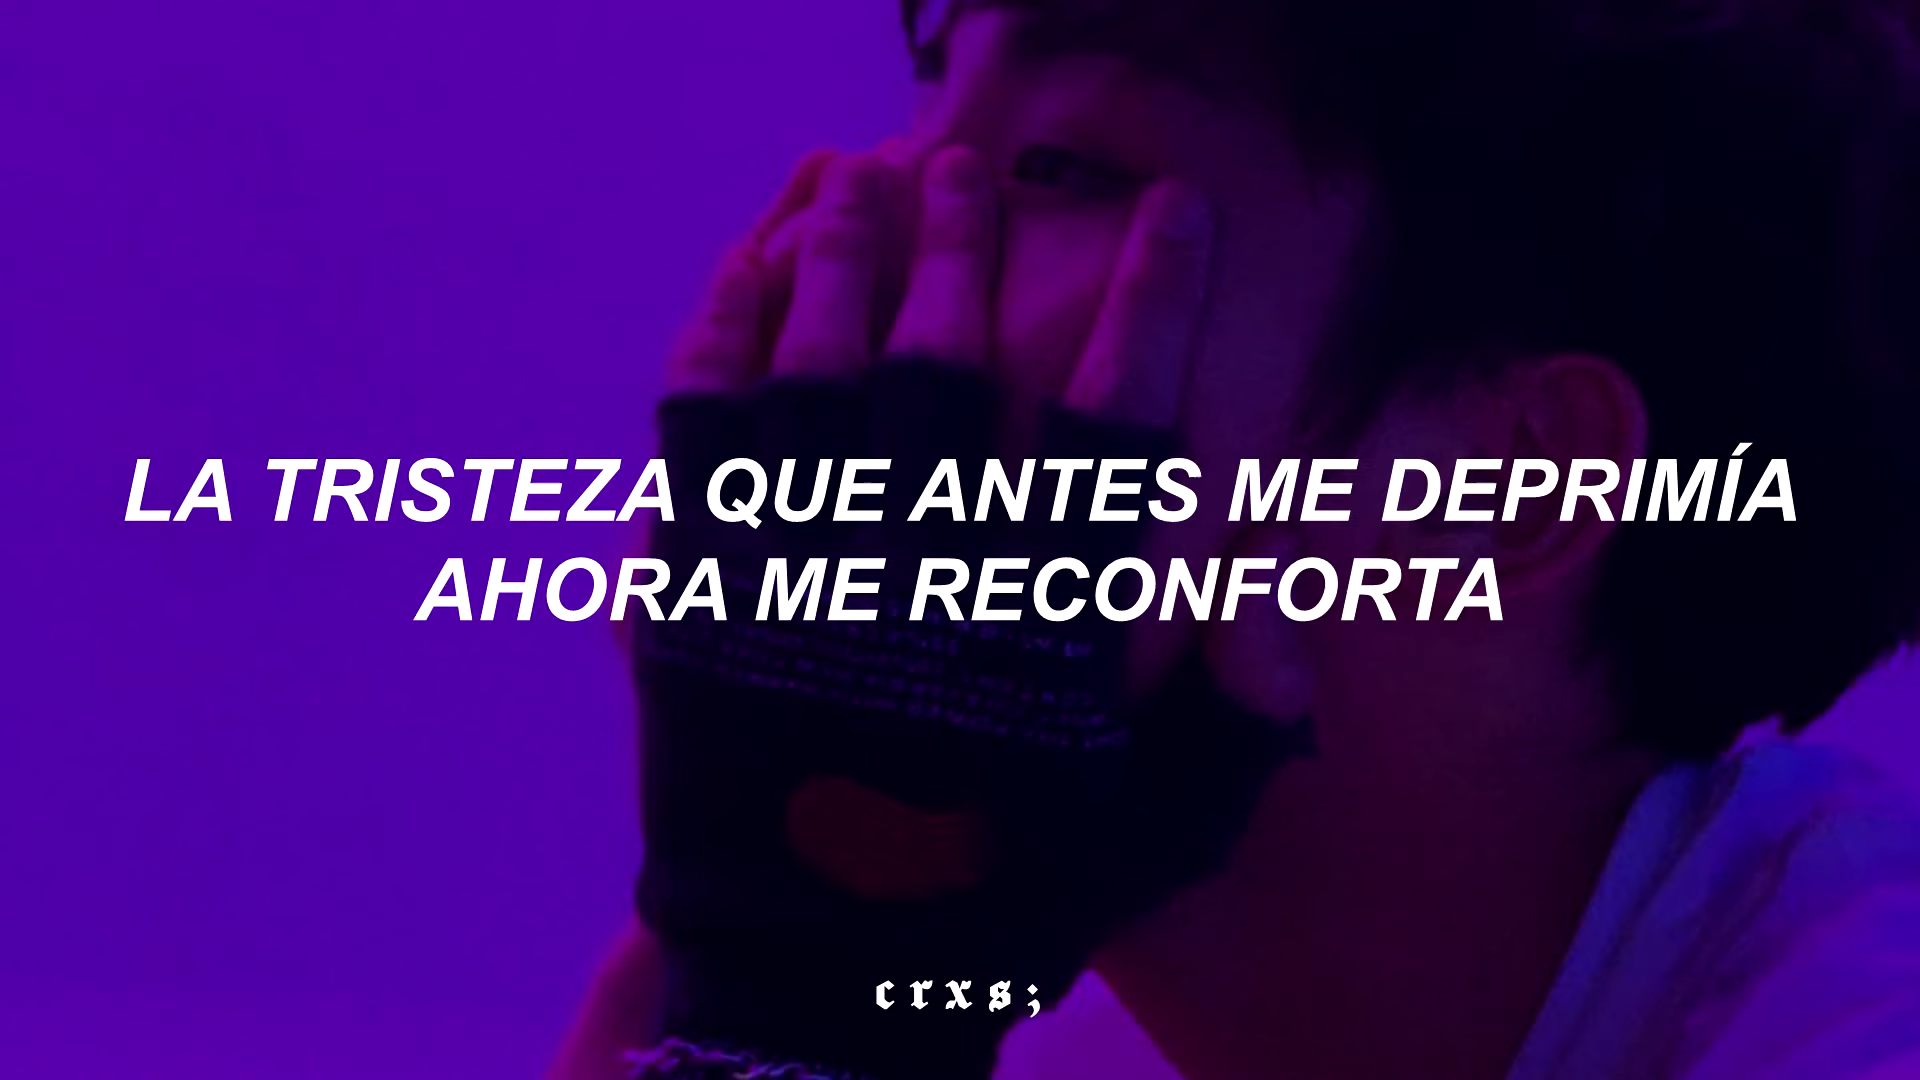 LA TRISTEZA QUE ANTES ME DEPRIMÍA
AHORA ME RECONFORTA
crxs;